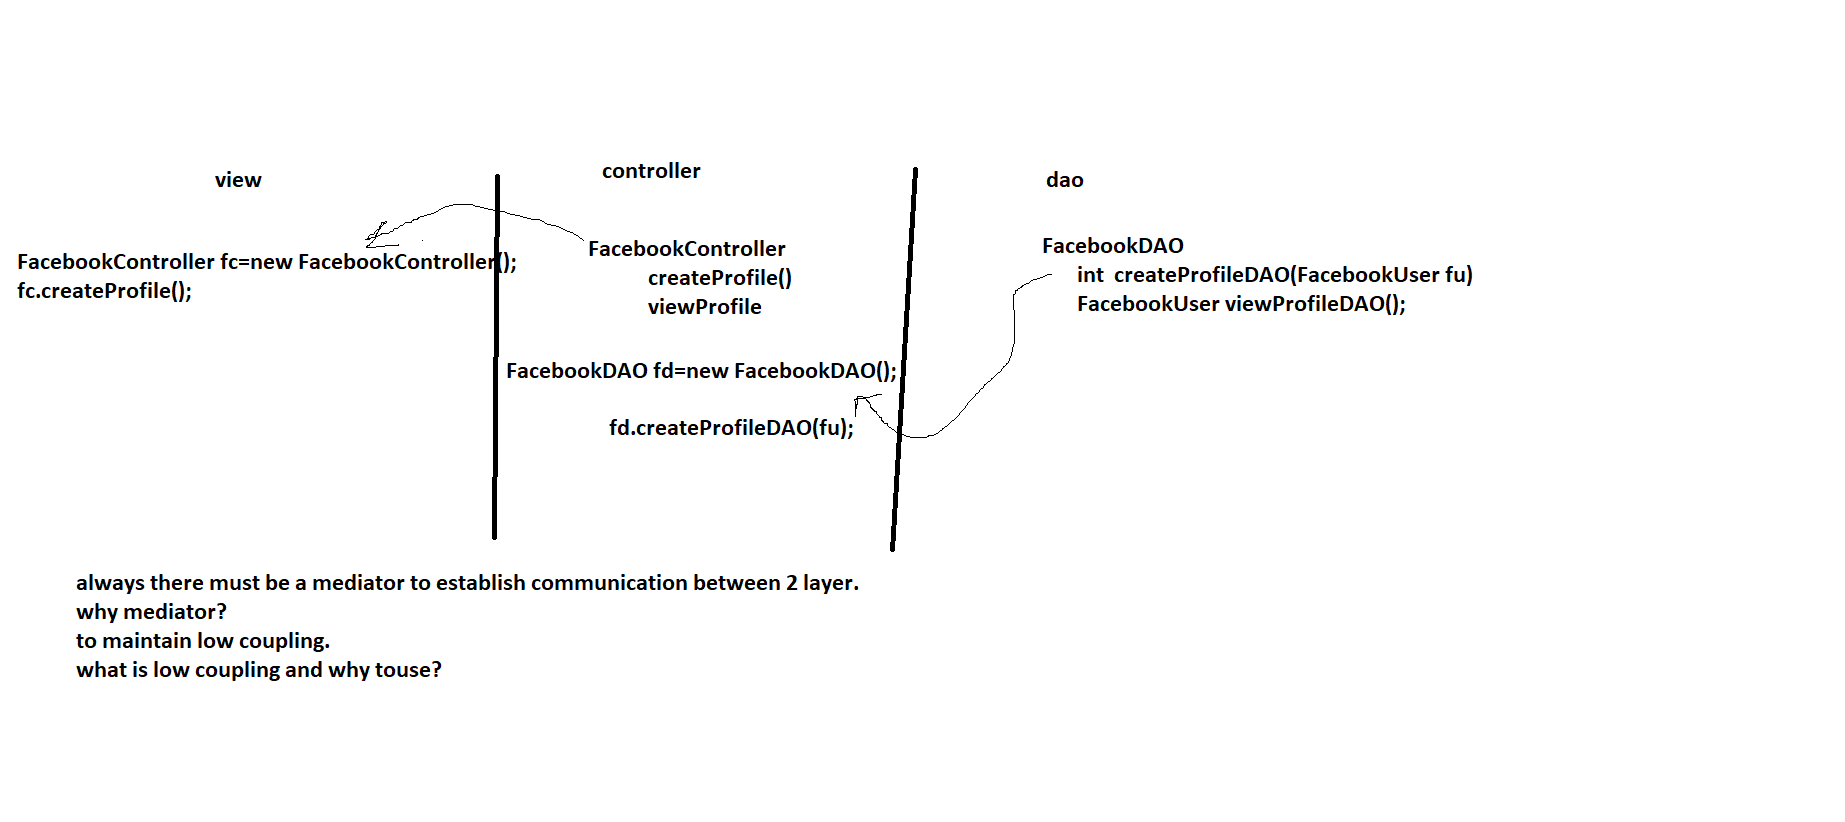 view
controller
dao
FacebookController fc=new FacebookController();
fc.createProfile();
FacebookController
createProfile()
viewProfile
FacebookDAO fd=new FacebookDAO();
fd.createProfileDAO(fu);
FacebookDAO
int  createProfileDAO(FacebookUser fu)
FacebookUser viewProfileDAO();
always there must be a mediator to establish communication between 2 layer.
why mediator?
to maintain low coupling.
what is low coupling and why touse?